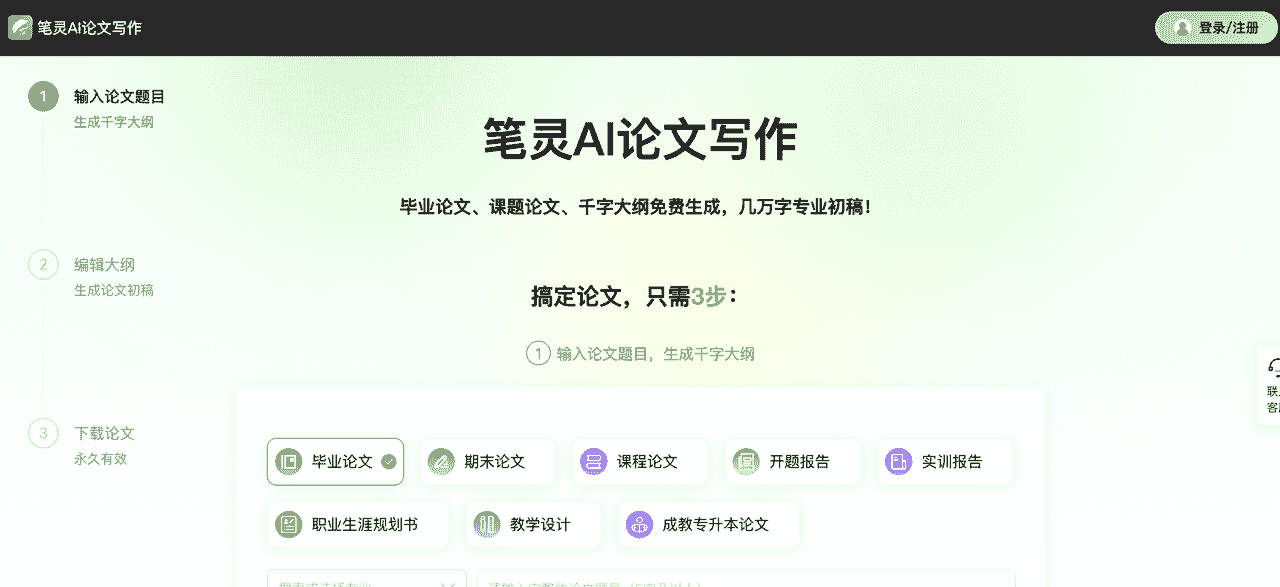 笔灵AI论文写作
登录/注册
1 输入论文题目
生成千字大纲
2 编辑大纲
生成论文初稿
3 下载论文
永久有效
笔灵AI论文写作
毕业论文、课题论文、千字大纲免费生成，几万字专业初稿！
搞定论文，只需3步：
1 输入论文题目，生成千字大纲
毕业论文 期末论文 课程论文 开题报告 实训报告
职业生涯规划书 教学设计 成教专升本论文